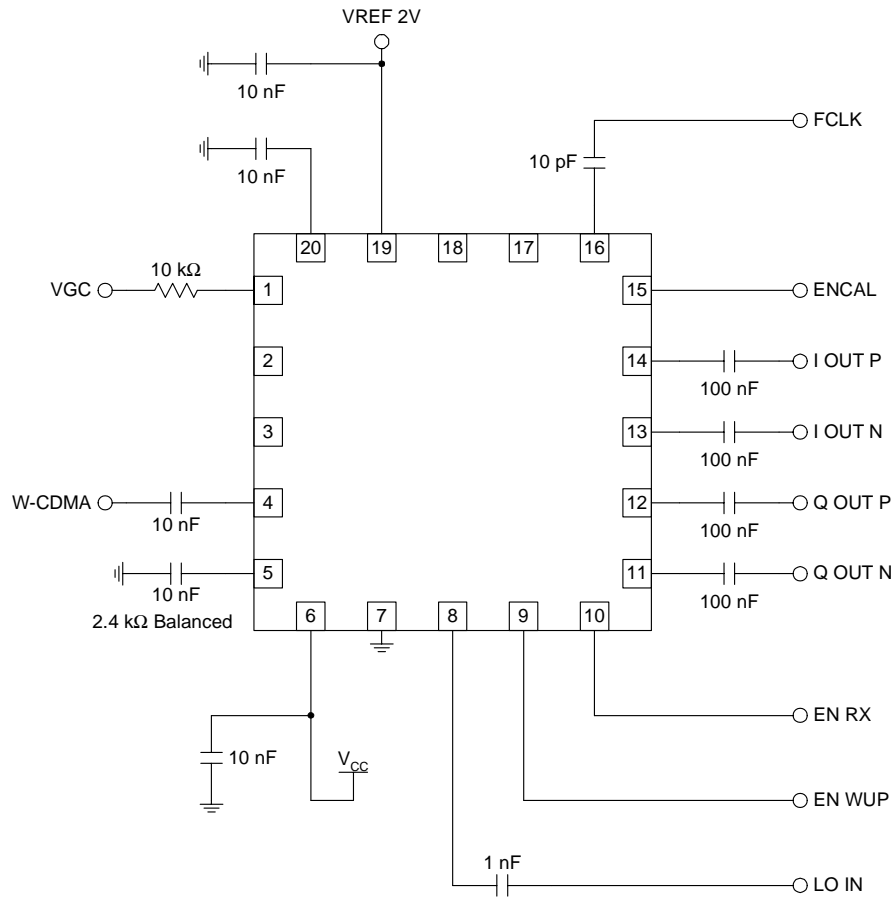 VREF 2V
10 nF
FCLK
10 nF
10 pF
20 19 18 17 16
10 kΩ
VGC
1
15
ENCAL
2
14
I OUT P
100 nF
3
13
I OUT N
100 nF
W-CDMA
10 nF
4
12
Q OUT P
100 nF
5
10 nF
2.4 kΩ Balanced
11
Q OUT N
100 nF
6 7 8 9 10
EN RX
10 nF
VCC
EN WUP
1 nF
LO IN